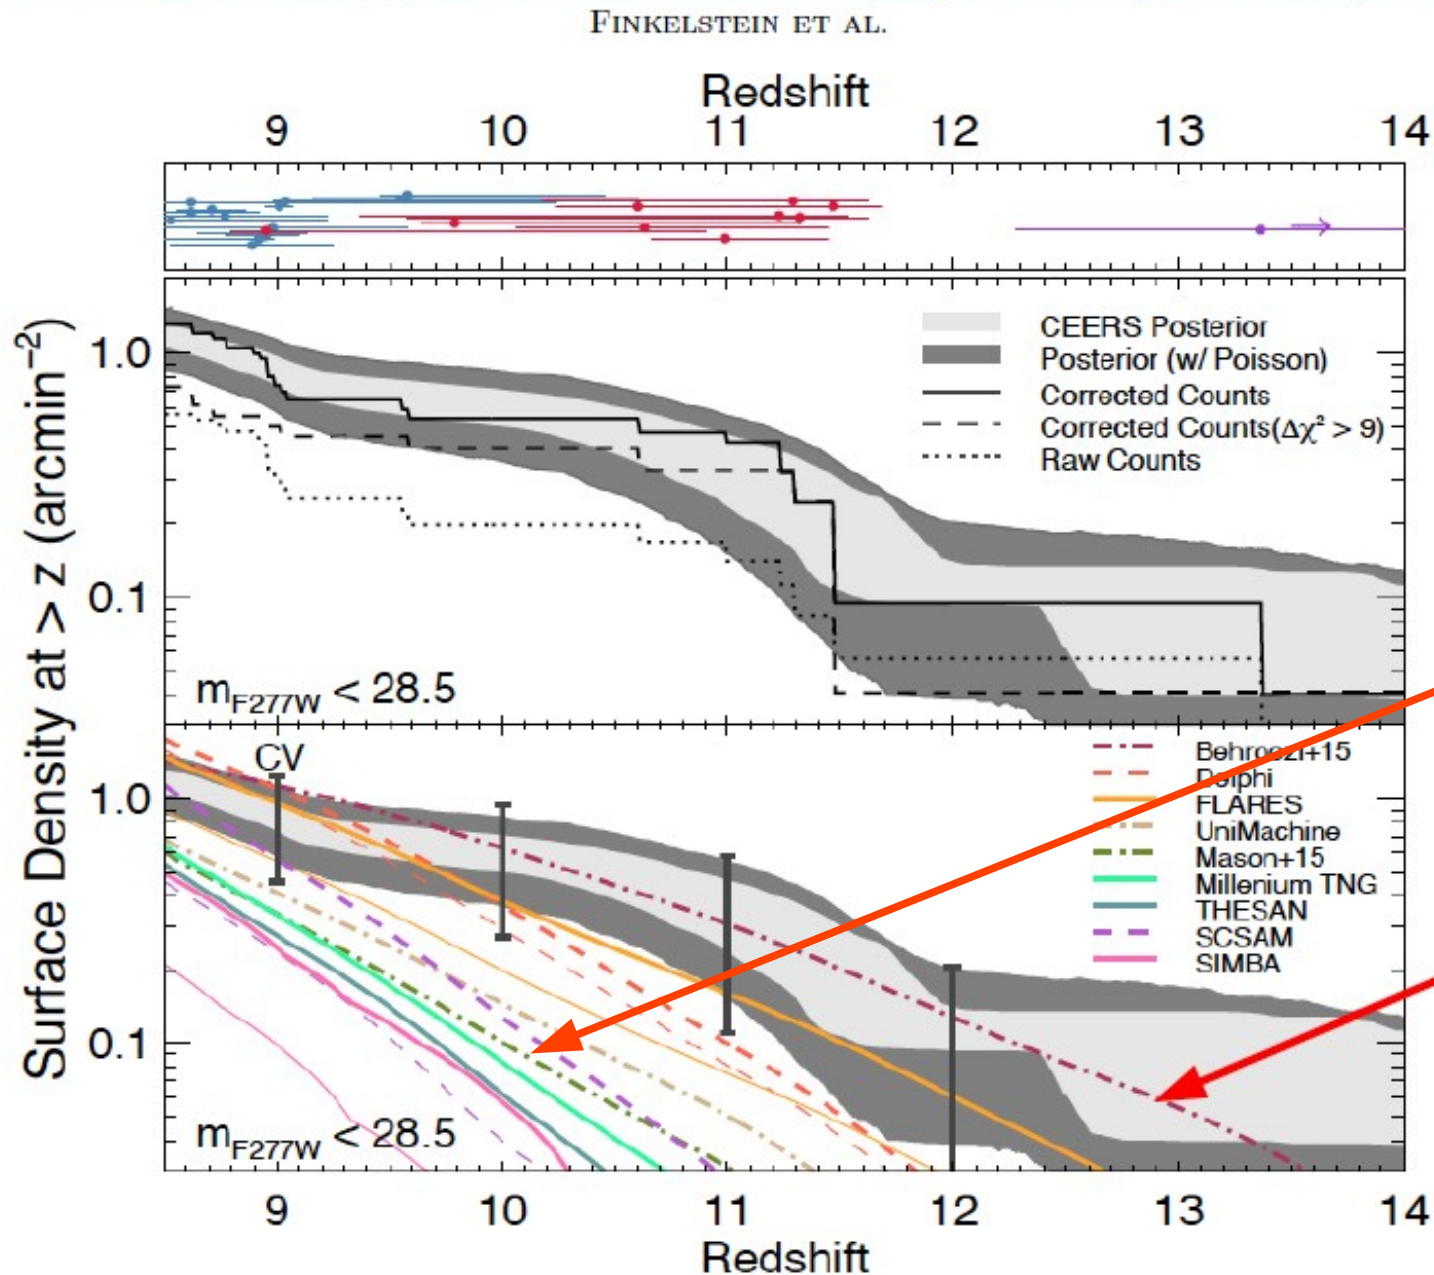 FINKELSTEIN ET AL.
Redshift
9 10 11 12 13 14
Surface Density at > z (arcmin⁻²)
1.0
0.1
CEERS Posterior
Posterior (w/ Poisson)
Corrected Counts
Corrected Counts(Δχ² > 9)
Raw Counts
m_F277W < 28.5
CV
1.0
0.1
Behroozi+15
Delphi
FLARES
UniMachine
Mason+15
Millenium TNG
THESAN
SCSAM
SIMBA
m_F277W < 28.5
9 10 11 12 13 14
Redshift